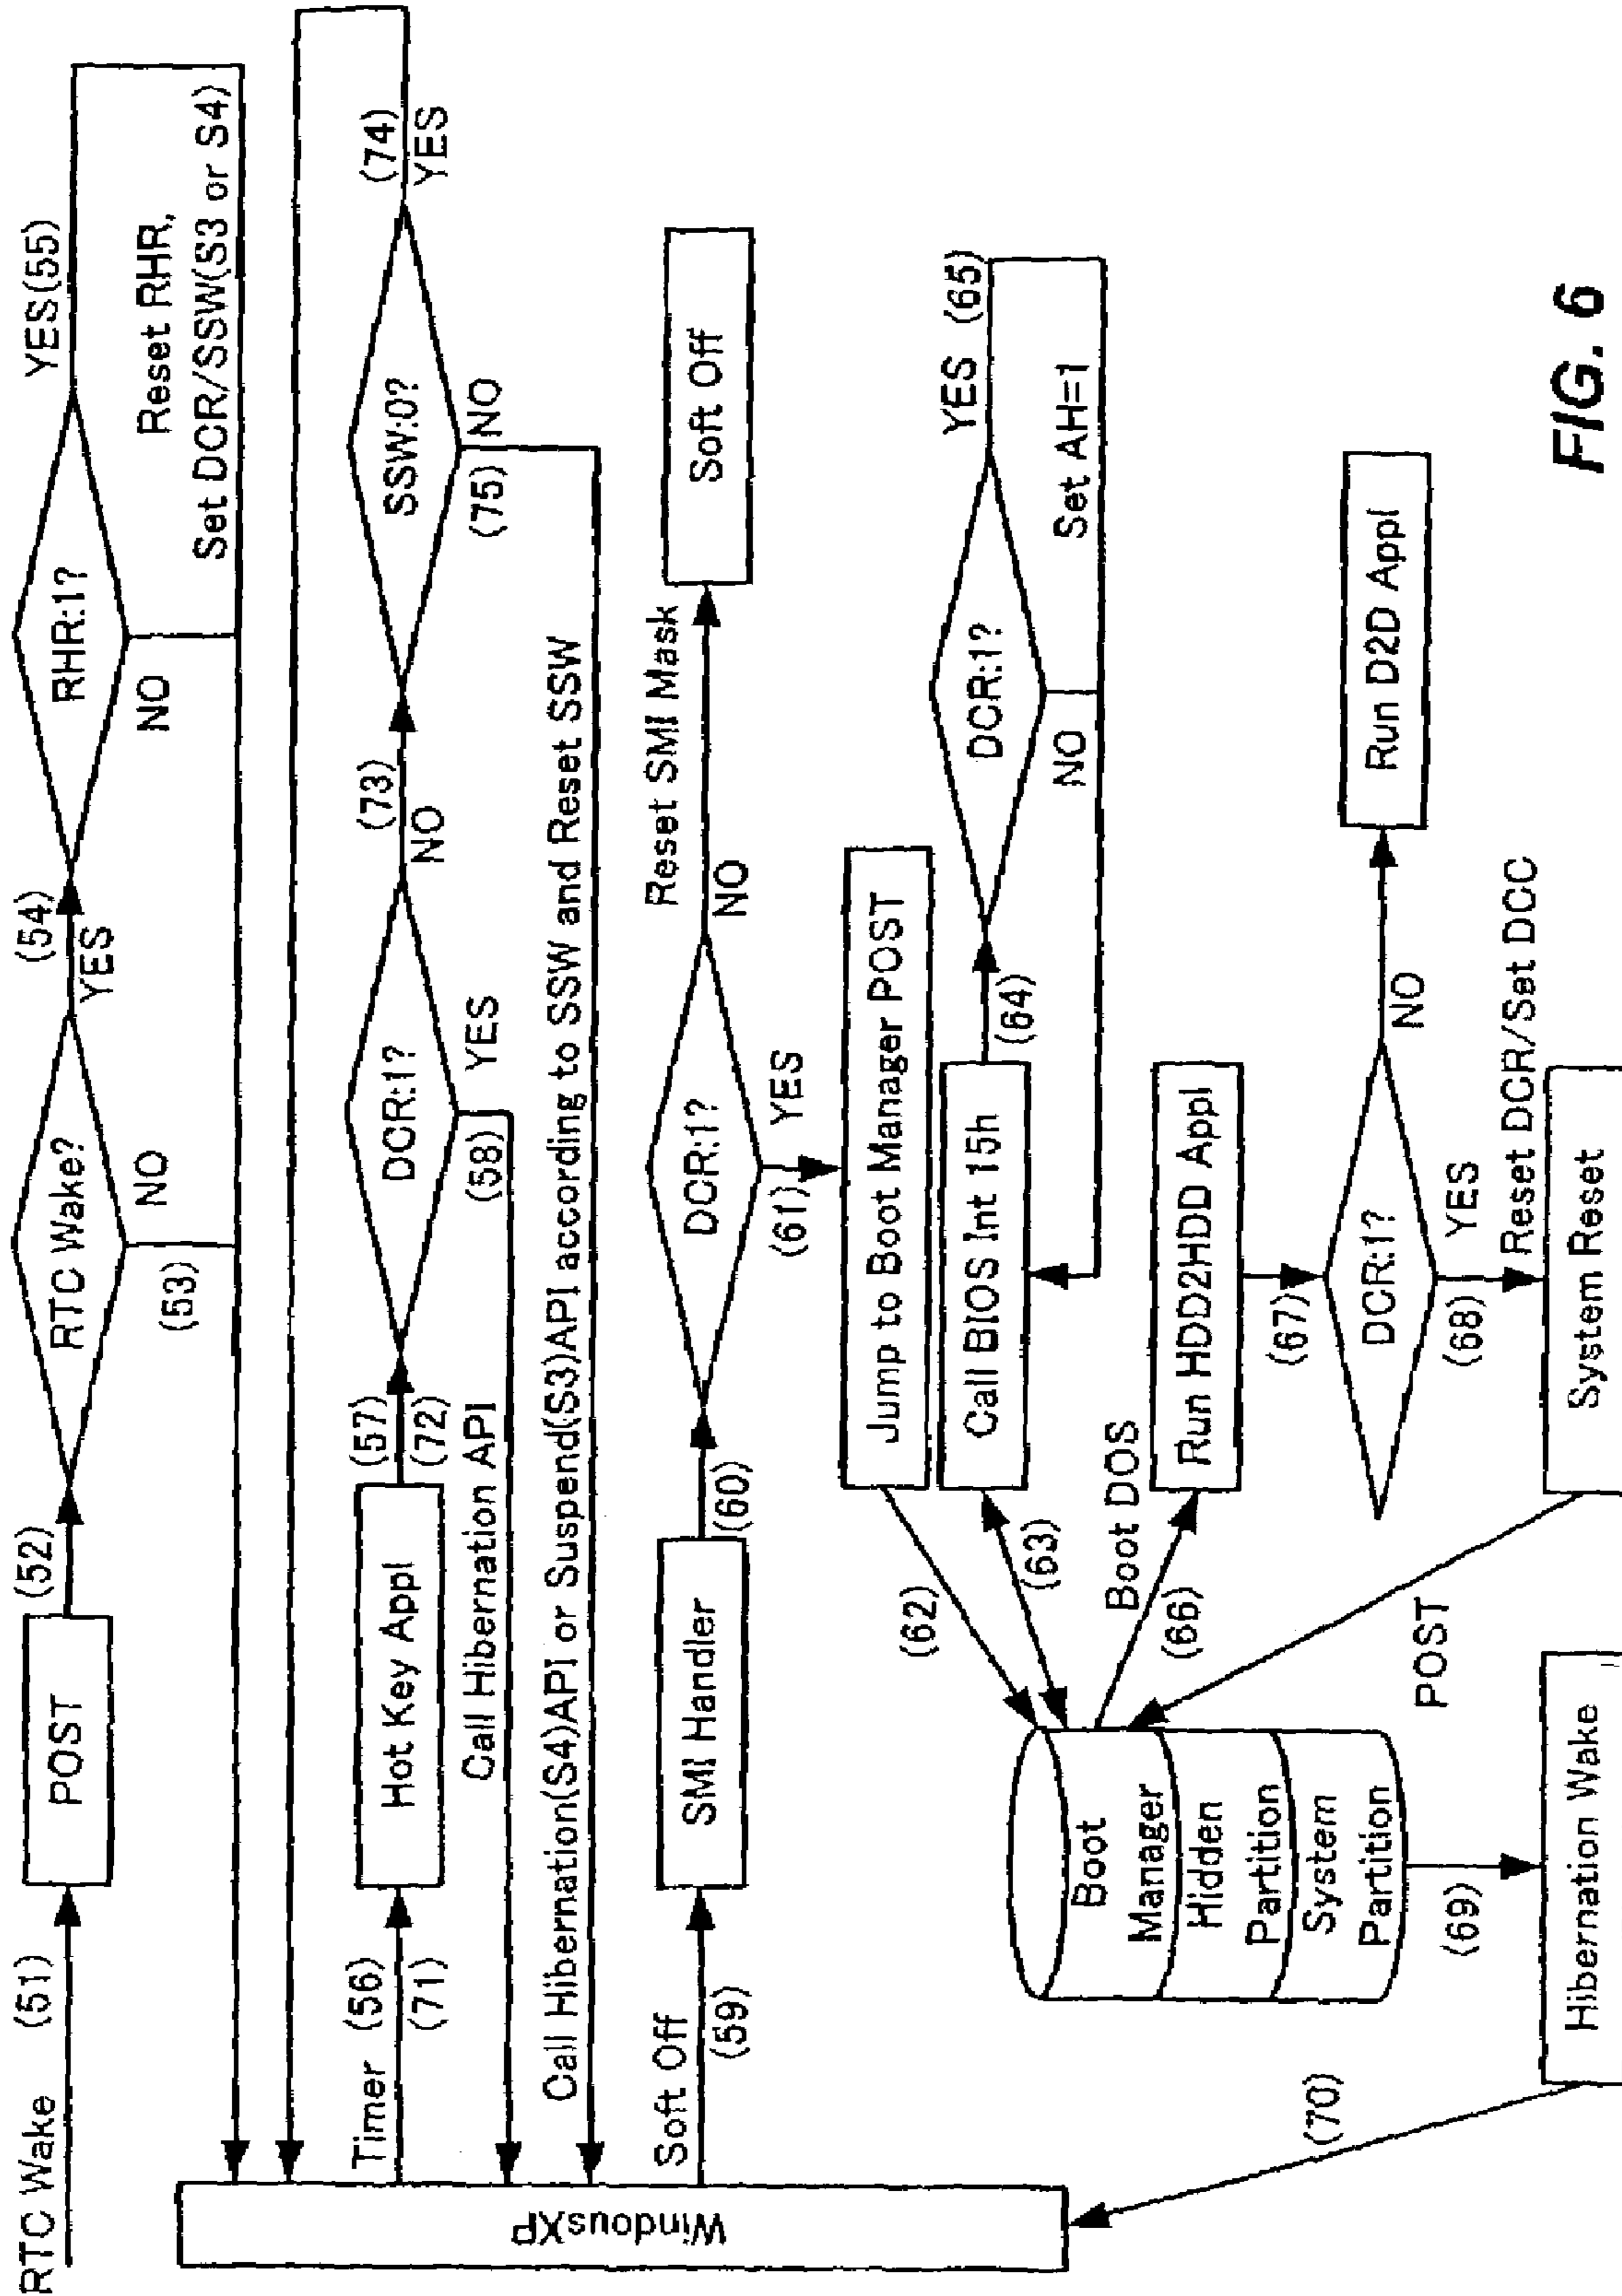 RTC Wake (51)
POST
(52)
RTC Wake?
NO
(53)
(54)
YES
RHR:1?
NO
YES(55)
Reset RHR,
Set DCR/SSW(S3 or S4)
Timer (56)
(71)
Hot Key Appl
(57)
(72)
DCR:1?
YES
(58)
Call Hibernation API
(73)
NO
SSW:0?
NO
(75)
(74)
YES
Call Hibernation(S4)API or Suspend(S3)API according to SSW and Reset SSW
WindousXP
Soft Off
(59)
SMI Handler
(60)
DCR:1?
NO
Reset SMI Mask
Soft Off
(61)
YES
Jump to Boot Manager POST
(62)
Call BIOS Int 15h
(63)
(64)
DCR:1?
NO
YES (65)
Set AH=1
Boot
Manager
Hidden
Partition
System
Partition
Boot DOS
(66)
Run HDD2HDD Appl
(67)
DCR:1?
NO
Run D2D Appl
(68)
YES
Reset DCR/Set DCC
System Reset
POST
(69)
Hibernation Wake
(70)
FIG. 6